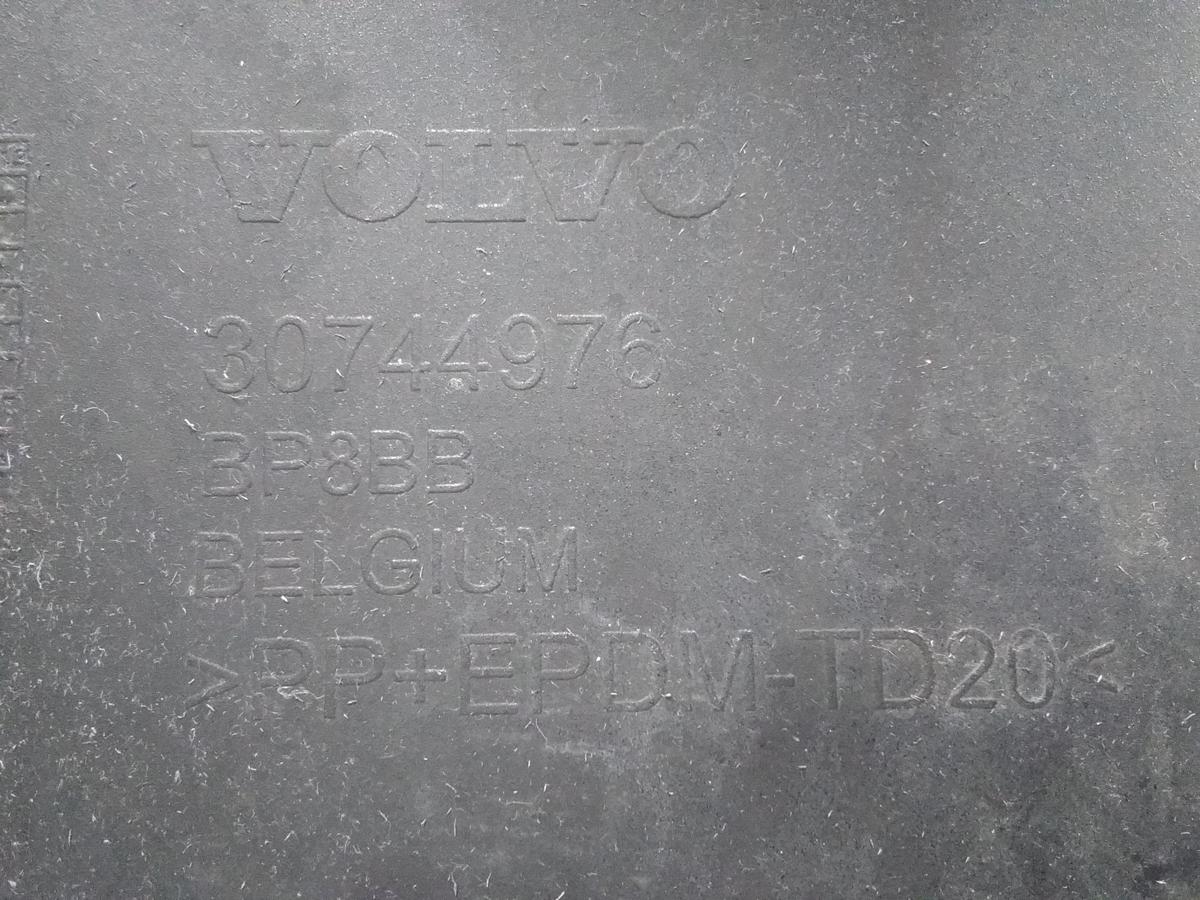 VOLVO
30744976
BP8BB
BELGIUM
>PP+EPDM-TD20<